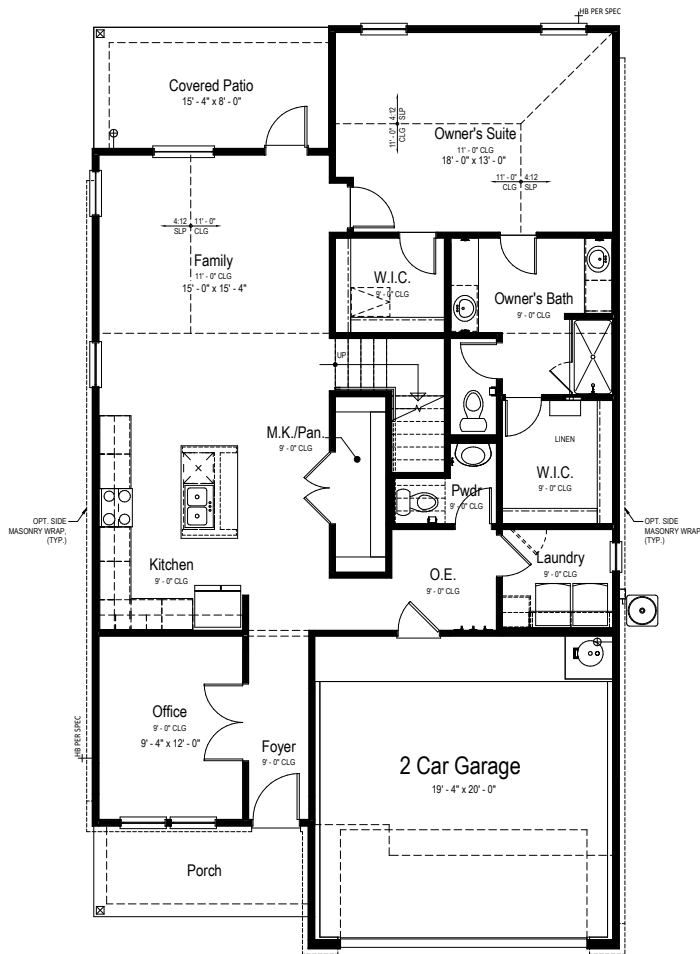 HB PER SPEC
Covered Patio
15' - 4" x 8' - 0"
11' - 0" 4:12
CLG SLP
Owner's Suite
11' - 0" CLG
18' - 0" x 13' - 0"
11' - 0" 4:12
CLG SLP
4:12 11' - 0"
SLP CLG
Family
11' - 0" CLG
15' - 0" x 15' - 4"
W.I.C.
9' - 0" CLG
Owner's Bath
9' - 0" CLG
UP
M.K./Pan.
9' - 0" CLG
LINEN
W.I.C.
9' - 0" CLG
Pwdr
9' - 0" CLG
OPT. SIDE
MASONRY WRAP,
(TYP.)
OPT. SIDE
MASONRY WRAP
(TYP.)
Kitchen
9' - 0" CLG
O.E.
9' - 0" CLG
Laundry
9' - 0" CLG
Office
9' - 0" CLG
9' - 4" x 12' - 0"
HB PER SPEC
Foyer
9' - 0" CLG
2 Car Garage
19' - 4" x 20' - 0"
Porch